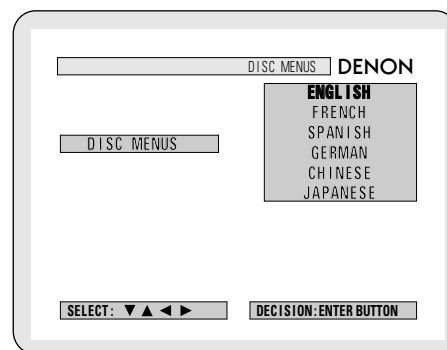 DISC MENUS DENON
ENGLISH
FRENCH
SPANISH
DISC MENUS
GERMAN
CHINESE
JAPANESE
SELECT: ▼ ▲ ◄ ► DECISION:ENTER BUTTON